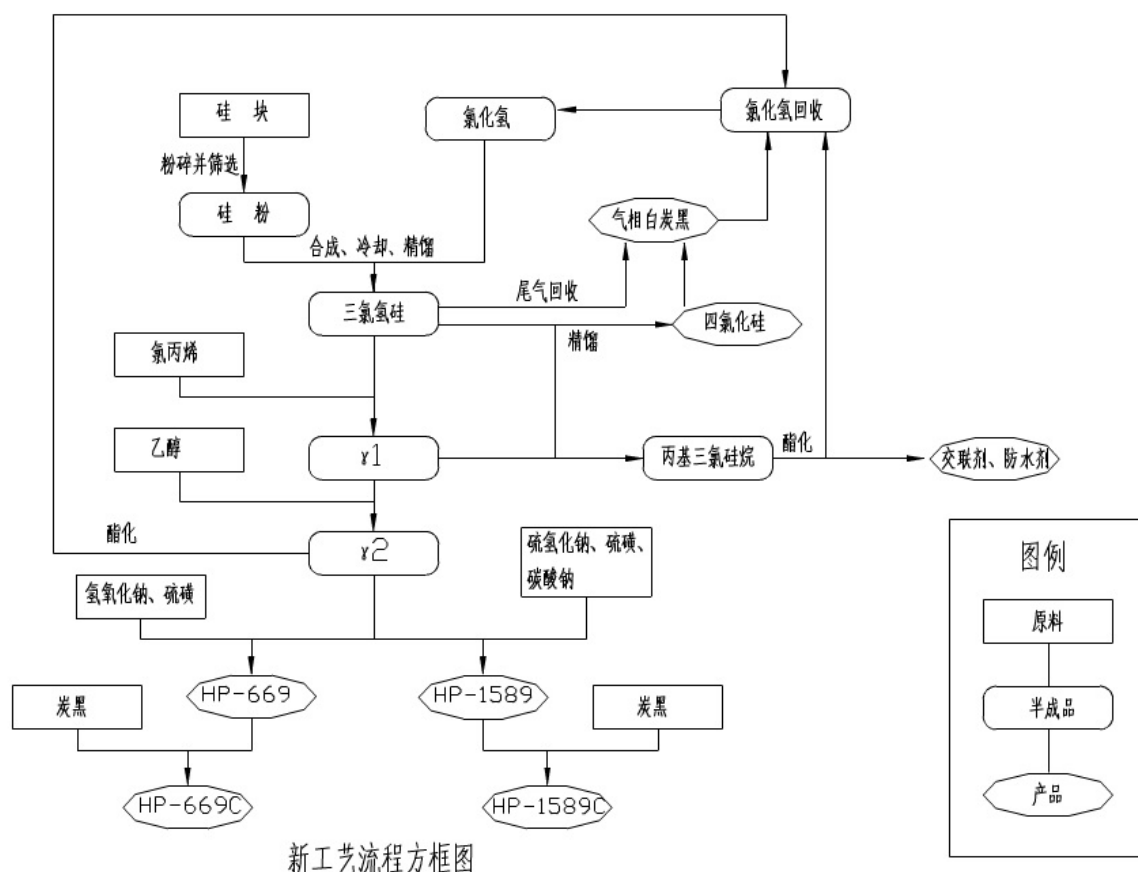 硅 块
氯化氢
氯化氢回收
粉碎并筛选
硅 粉
气相白炭黑
合成、冷却、精馏
尾气回收
三氯氢硅
四氯化硅
精馏
氯丙烯
乙醇
γ1
丙基三氯硅烷
酯化
交联剂、防水剂
酯化
γ2
硫氢化钠、硫磺、
碳酸钠
氢氧化钠、硫磺
HP-669
HP-1589
炭黑
炭黑
HP-669C
HP-1589C
图例
原料
半成品
产品
新工艺流程方框图